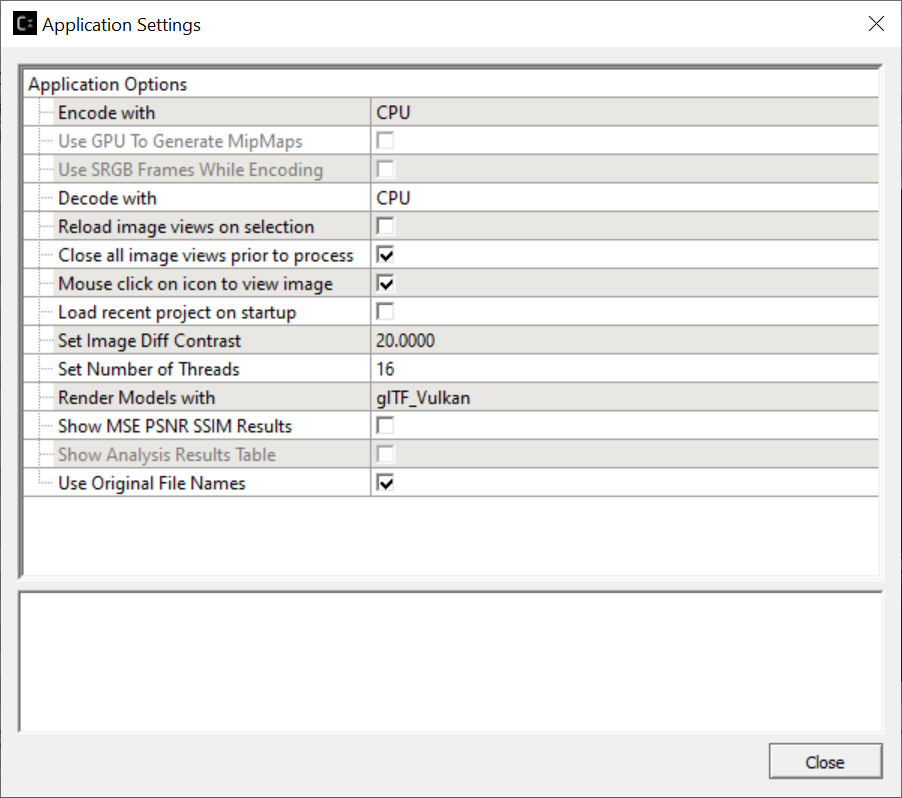 Application Settings
Application Options
Encode with CPU
Use GPU To Generate MipMaps
Use SRGB Frames While Encoding
Decode with CPU
Reload image views on selection
Close all image views prior to process
Mouse click on icon to view image
Load recent project on startup
Set Image Diff Contrast 20.0000
Set Number of Threads 16
Render Models with glTF_Vulkan
Show MSE PSNR SSIM Results
Show Analysis Results Table
Use Original File Names
Close